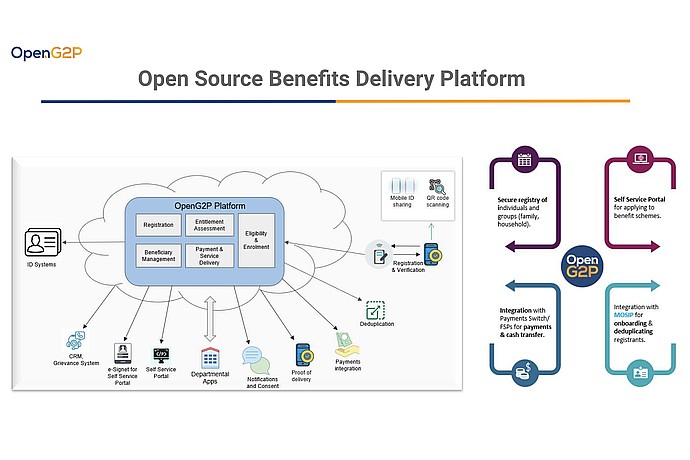 OpenG2P
Open Source Benefits Delivery Platform
OpenG2P Platform
Registration
Entitlement
Assessment
Eligibility
&
Enrolment
Beneficiary
Management
Payment &
Service
Delivery
ID Systems
Mobile ID
sharing
QR code
scanning
Registration
& Verification
Deduplication
CRM,
Grievance System
e-Signet for
Self Service
Portal
Self Service
Portal
Departmental
Apps
Notifications
and Consent
Proof of
delivery
Payments
integration
Secure registry of
individuals and
groups (family,
household).
Self Service Portal
for applying to
benefit schemes.
Open
G2P
Integration with
Payments Switch/
FSPs for payments
& cash transfer.
Integration with
MOSIP for
onboarding &
deduplicating
registrants.